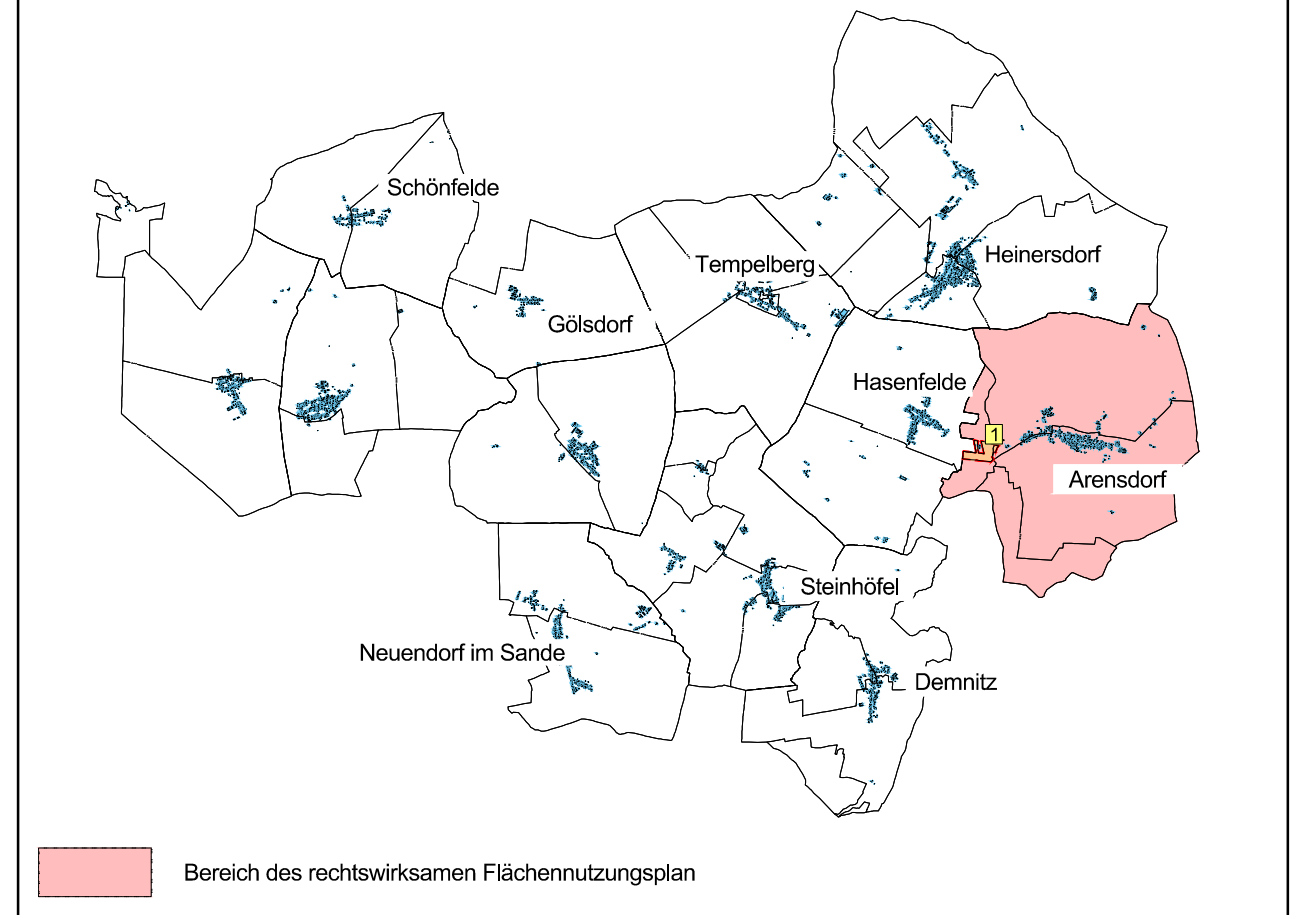 Schönfelde
Heinersdorf
Tempelberg
Gölsdorf
Hasenfelde
1
Arensdorf
Steinhöfel
Neuendorf im Sande
Demnitz
Bereich des rechtswirksamen Flächennutzungsplan